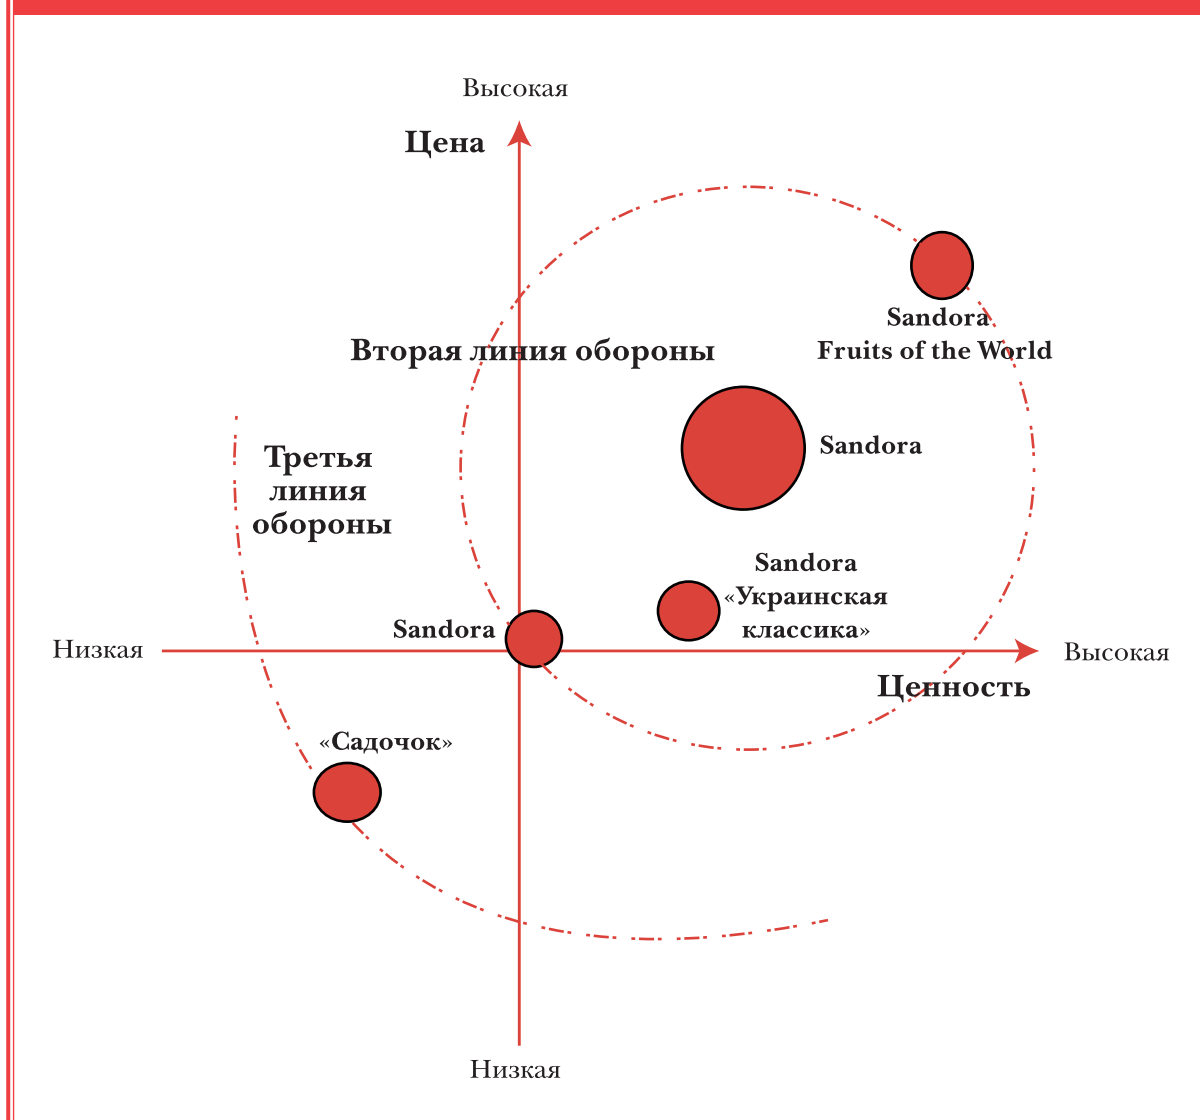 Высокая
Цена
Sandora
Fruits of the World
Вторая линия обороны
Sandora
Третья
линия
обороны
Sandora
«Украинская
классика»
Sandora
Низкая
Высокая
Ценность
«Садочок»
Низкая